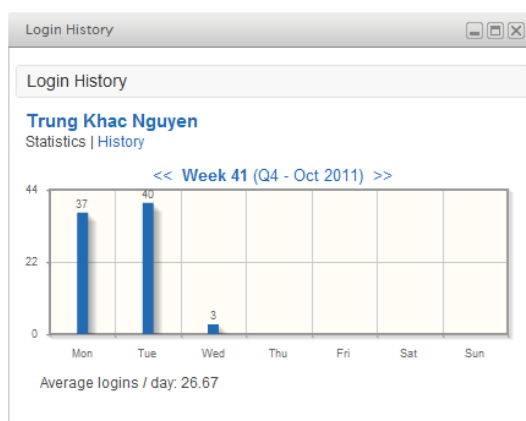 Login History
Login History
Trung Khac Nguyen
Statistics | History
<< Week 41 (Q4 - Oct 2011) >>
44
37
40
22
3
0
Mon Tue Wed Thu Fri Sat Sun
Average logins / day: 26.67